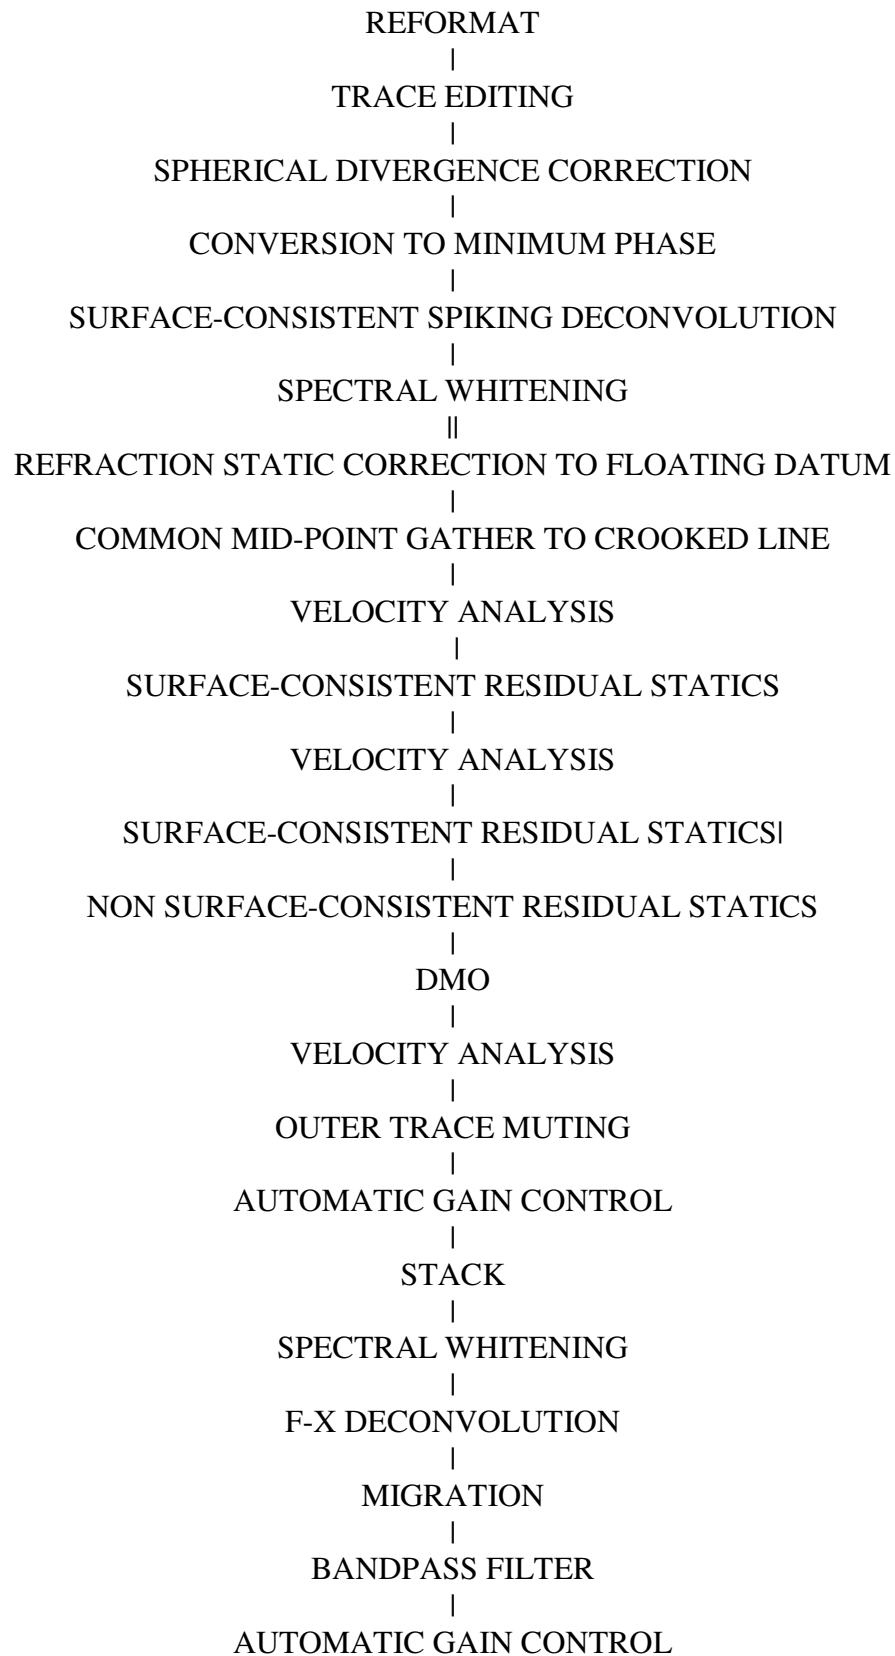 REFORMAT
|
TRACE EDITING
|
SPHERICAL DIVERGENCE CORRECTION
|
CONVERSION TO MINIMUM PHASE
|
SURFACE-CONSISTENT SPIKING DECONVOLUTION
|
SPECTRAL WHITENING
||
REFRACTION STATIC CORRECTION TO FLOATING DATUM
|
COMMON MID-POINT GATHER TO CROOKED LINE
|
VELOCITY ANALYSIS
|
SURFACE-CONSISTENT RESIDUAL STATICS
|
VELOCITY ANALYSIS
|
SURFACE-CONSISTENT RESIDUAL STATICS|
|
NON SURFACE-CONSISTENT RESIDUAL STATICS
|
DMO
|
VELOCITY ANALYSIS
|
OUTER TRACE MUTING
|
AUTOMATIC GAIN CONTROL
|
STACK
|
SPECTRAL WHITENING
|
F-X DECONVOLUTION
|
MIGRATION
|
BANDPASS FILTER
|
AUTOMATIC GAIN CONTROL